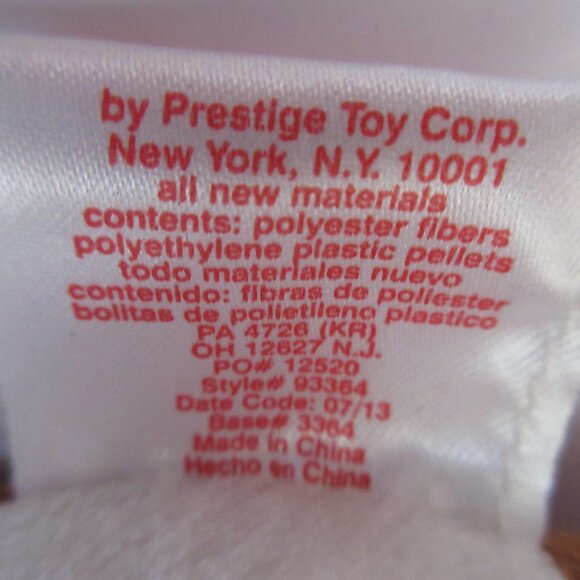 by Prestige Toy Corp.
New York, N.Y. 10001
all new materials
contents: polyester fibers
polyethylene plastic pellets
todo materiales nuevo
contenido: fibras de poliester
bolitas de polietileno plastico
PA 4726 (KR)
OH 12627 N.J.
PO# 12520
Style# 93364
Date Code: 07/13
Base# 3364
Made in China
Hecho en China